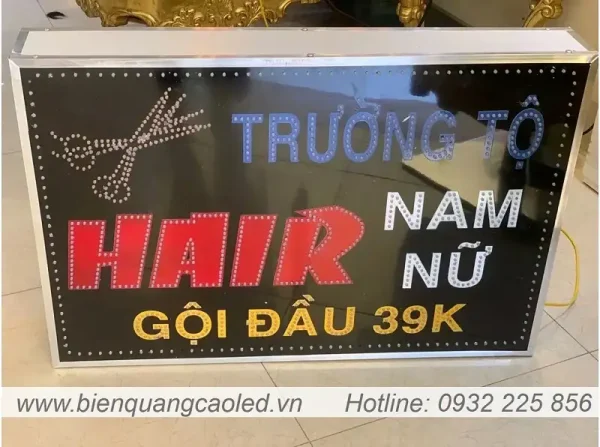 TRƯỜNG TỘ
HAIR
NAM
NỮ
GỘI ĐẦU 39K
www.bienquangcaoled.vn Hotline: 0932 225 856